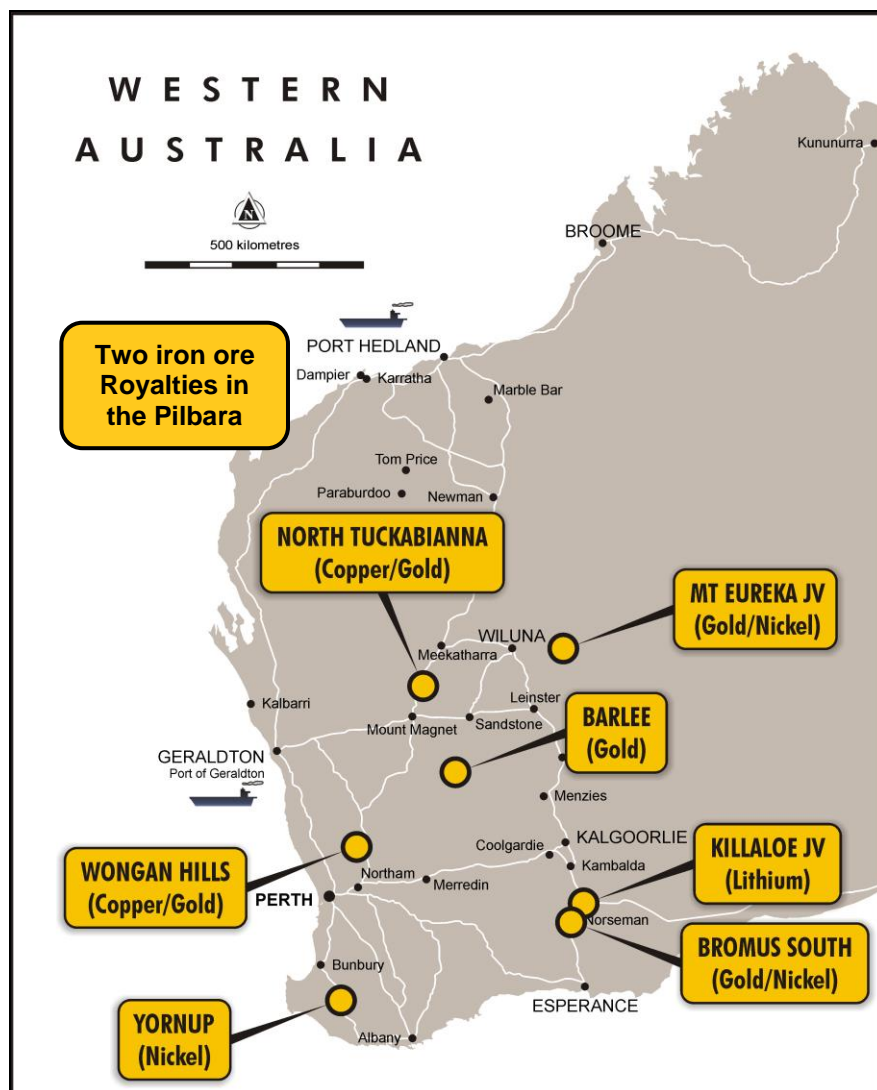 WESTERN
AUSTRALIA
N
500 kilometres
Kununurra
BROOME
Two iron ore
Royalties in
the Pilbara
PORT HEDLAND
Dampier
Karratha
Marble Bar
Tom Price
Paraburdoo
Newman
NORTH TUCKABIANNA
(Copper/Gold)
MT EUREKA JV
(Gold/Nickel)
WILUNA
Meekatharra
Kalbarri
Leinster
Mount Magnet
Sandstone
BARLEE
(Gold)
GERALDTON
Port of Geraldton
Menzies
KALGOORLIE
Coolgardie
Kambalda
KILLALOE JV
(Lithium)
WONGAN HILLS
(Copper/Gold)
Northam
Merredin
PERTH
Norseman
BROMUS SOUTH
(Gold/Nickel)
Bunbury
ESPERANCE
YORNUP
(Nickel)
Albany